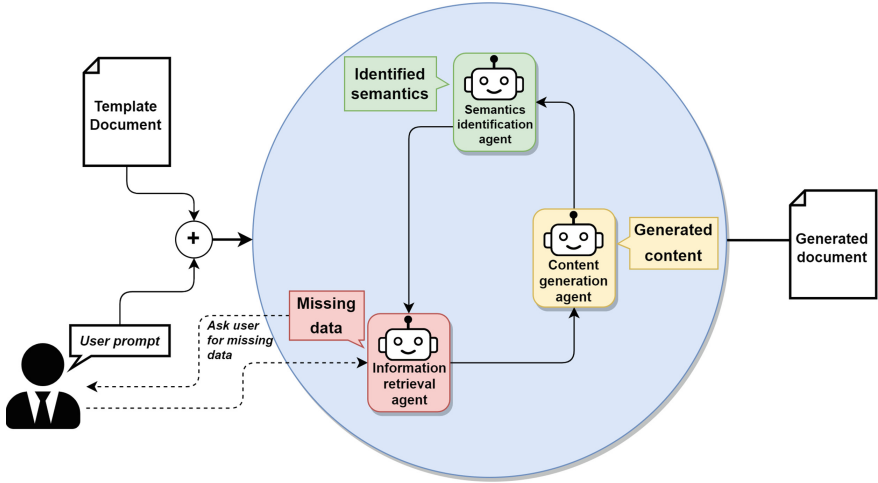 Template
Document
+
User prompt
Ask user
for missing
data
Identified
semantics
Semantics
identification
agent
Missing
data
Information
retrieval
agent
Content
generation
agent
Generated
content
Generated
document